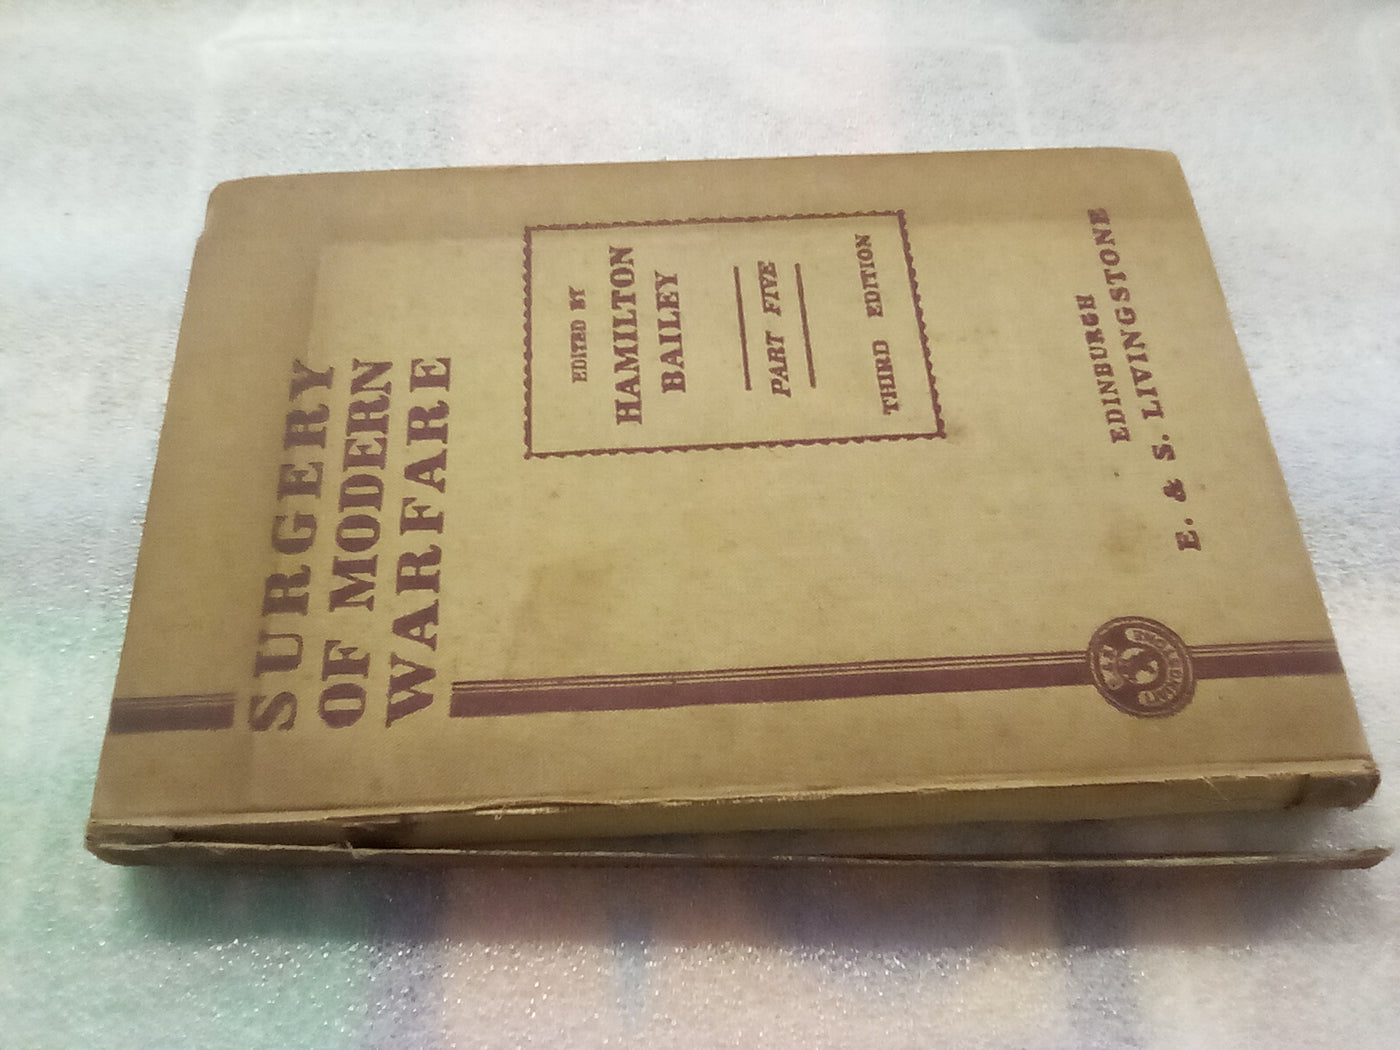 SURGERY
OF MODERN
WARFARE
EDITED BY
HAMILTON
BAILEY
PART FIVE
THIRD EDITION
EDINBURGH
E. & S. LIVINGSTONE